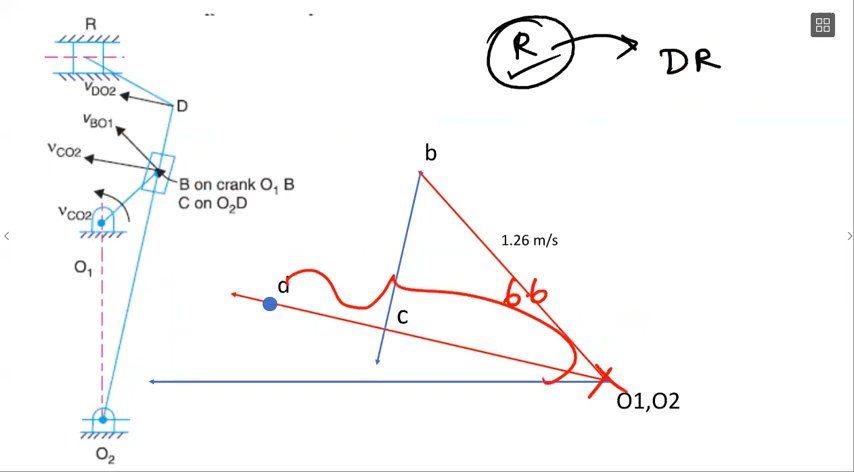 R
R
DR
D
vDO2
vBO1
vCO2
B on crank O1 B
C on O2D
vCO2
O1
O2
b
1.26 m/s
d
c
66
O1,O2